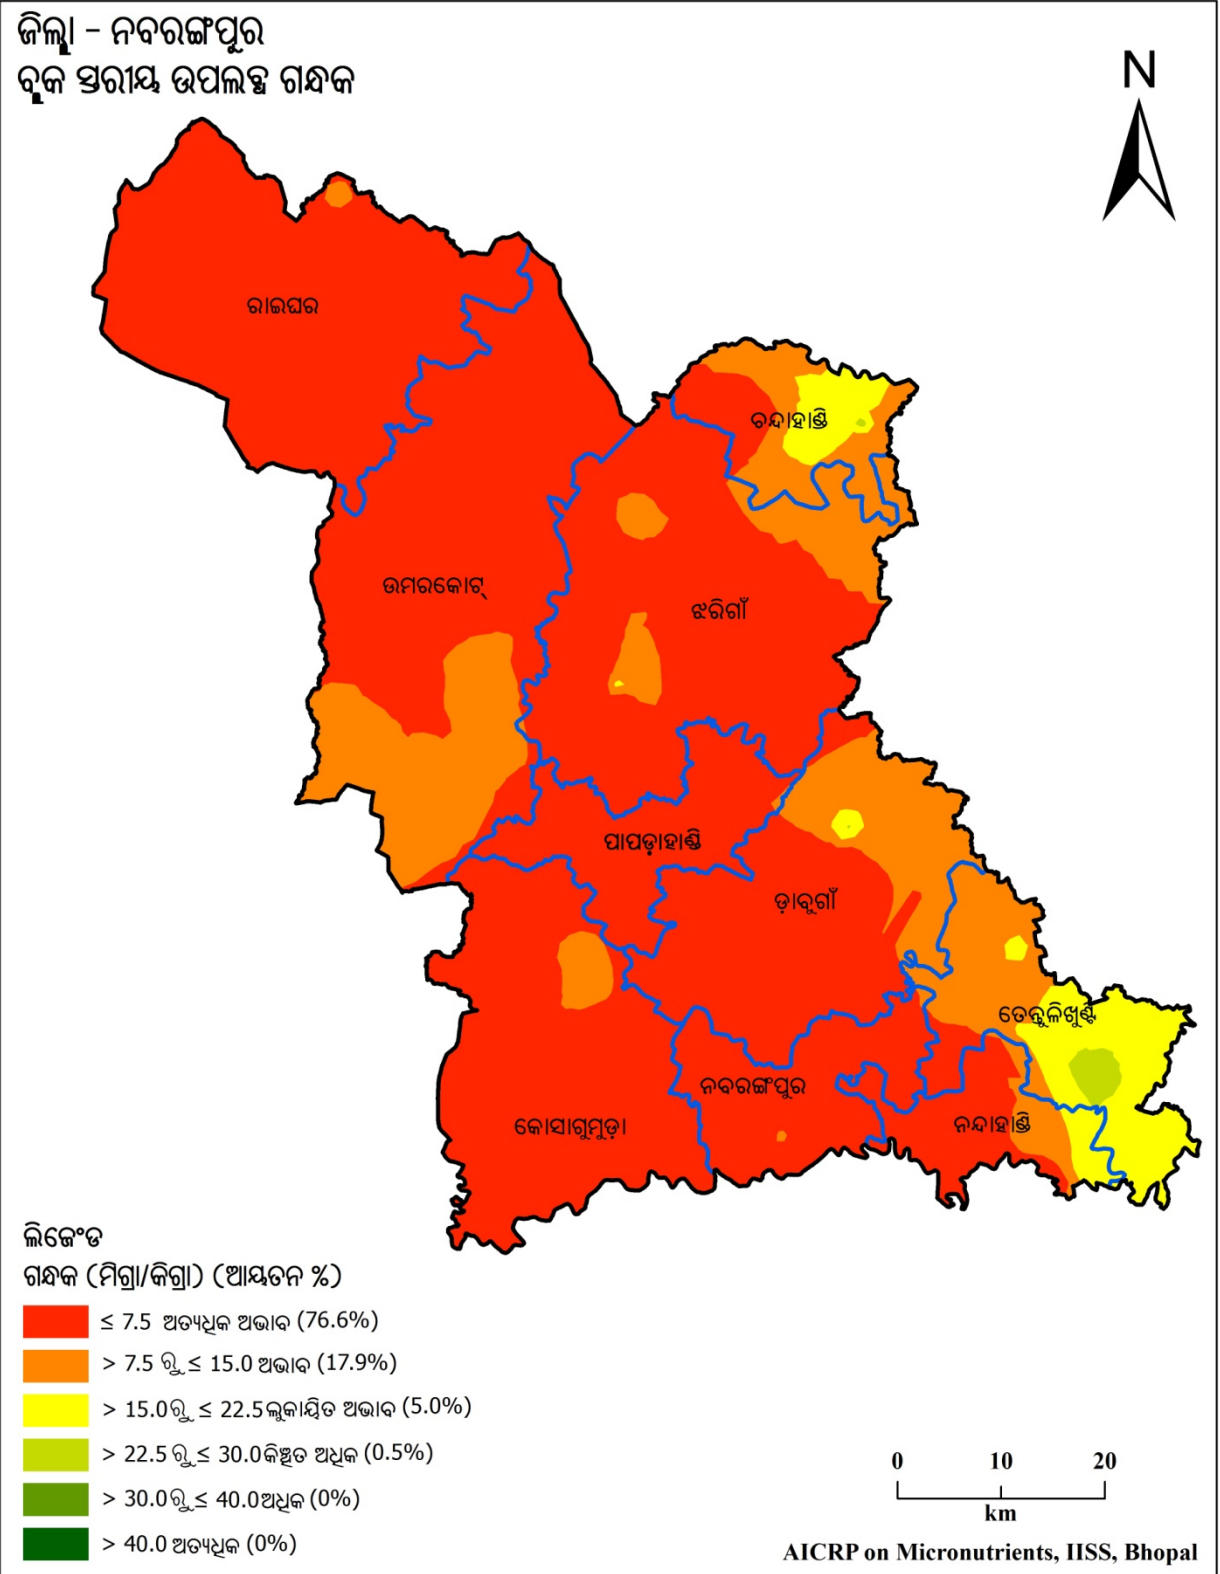 ଜିଲ୍ଲା - ନବରଙ୍ଗପୁର
ବ୍ଲକ ସ୍ତରୀୟ ଉପଲବ୍ଧ ଗନ୍ଧକ
N
ରାଇଘର
ଚନ୍ଦାହାଣ୍ଡି
ଉମରକୋଟ୍
ଝରିଗାଁ
ପାପଡ଼ାହାଣ୍ଡି
ଡ଼ାବୁଗାଁ
ତେନ୍ତୁଳିଖୁଣ୍ଟି
ନବରଙ୍ଗପୁର
କୋସାଗୁମୁଡ଼ା
ନନ୍ଦାହାଣ୍ଡି
ଲିଜେଂଡ
ଗନ୍ଧକ (ମିଗ୍ରା/କିଗ୍ରା) (ଆୟତନ %)
≤ 7.5 ଅତ୍ୟଧିକ ଅଭାବ (76.6%)
> 7.5 ରୁ ≤ 15.0 ଅଭାବ (17.9%)
> 15.0ରୁ ≤ 22.5ଲୁକାୟିତ ଅଭାବ (5.0%)
> 22.5 ରୁ ≤ 30.0କିଞ୍ଚିତ ଅଧିକ (0.5%)
> 30.0ରୁ ≤ 40.0ଅଧିକ (0%)
> 40.0 ଅତ୍ୟଧିକ (0%)
0 10 20
km
AICRP on Micronutrients, IISS, Bhopal